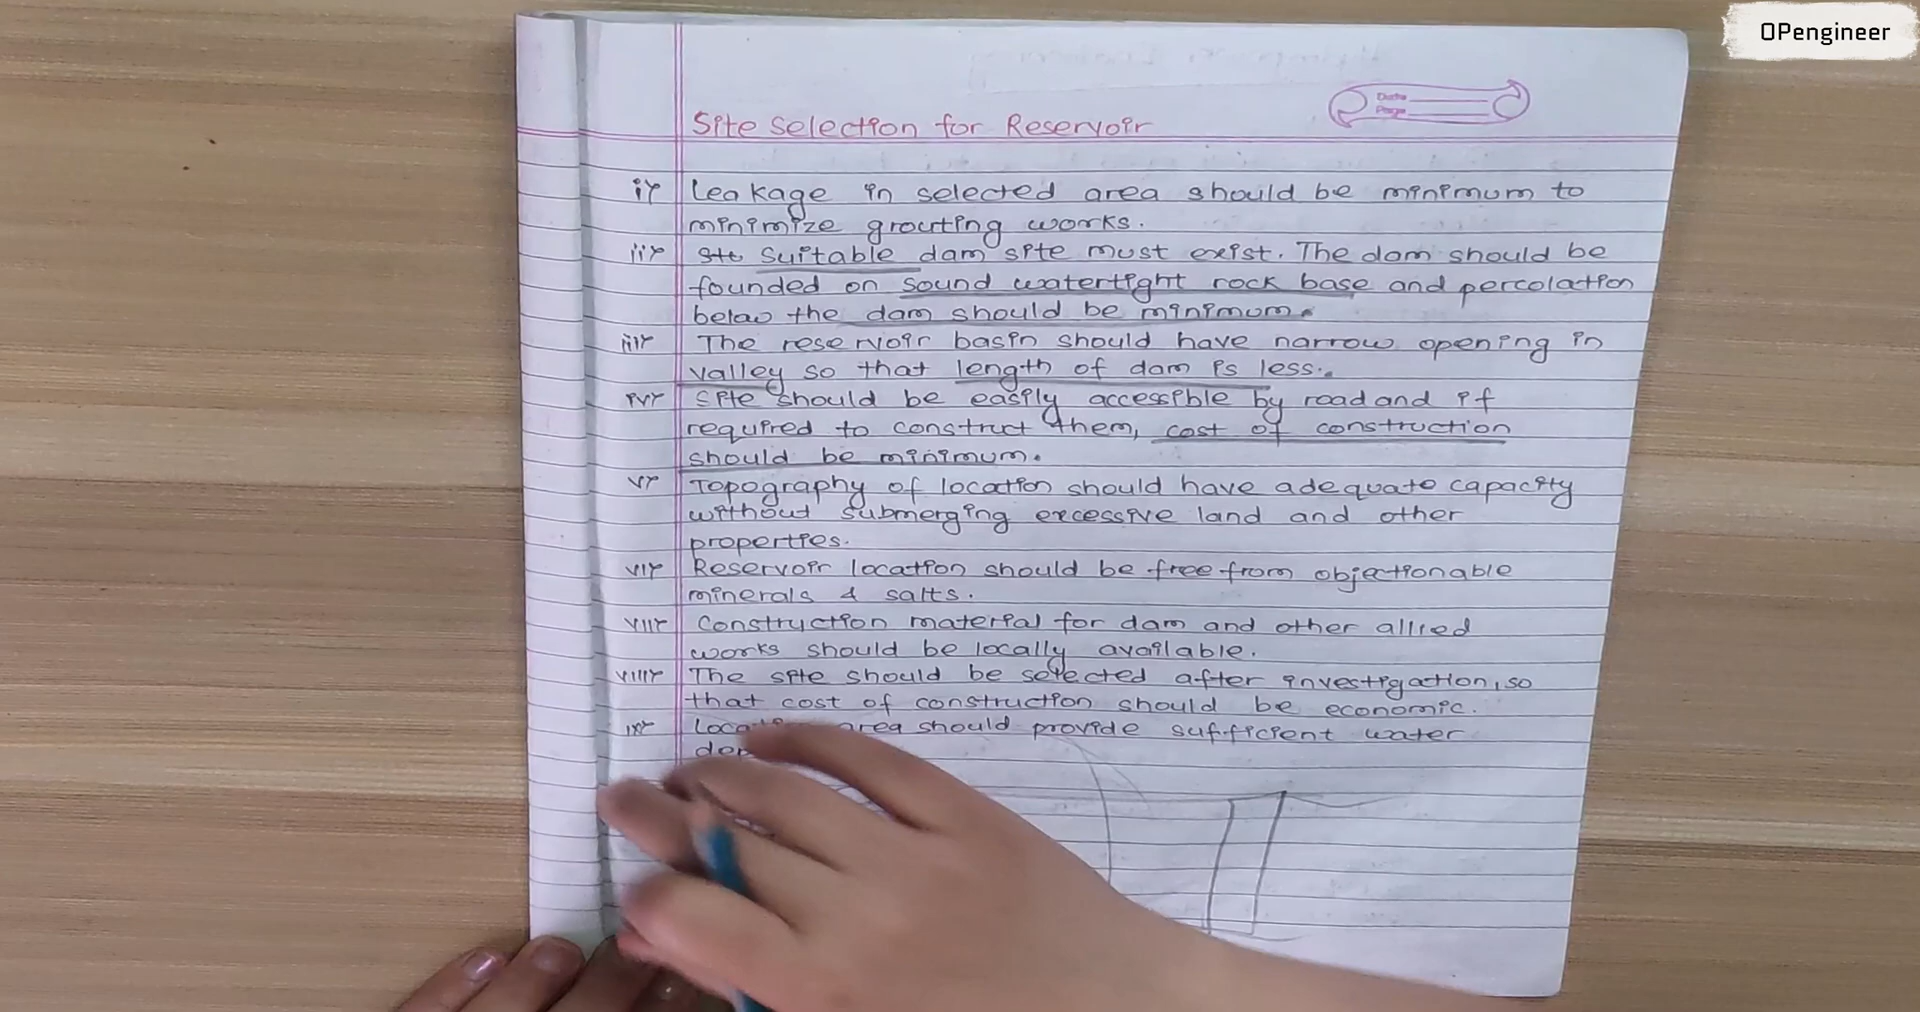 OPengineer
Date
Page
Site selection for Reservoir
i) Leakage in selected area should be minimum to
minimize grouting works.
ii) Suitable dam site must exist. The dam should be
founded on sound watertight rock base and percolation
below the dam should be minimum.
iii) The reservoir basin should have narrow opening in
valley so that length of dam is less.
iv) Site should be easily accessible by road and if
required to construct them, cost of construction
should be minimum.
v) Topography of location should have adequate capacity
without submerging excessive land and other
properties.
vi) Reservoir location should be free from objectionable
minerals & salts.
vii) Construction material for dam and other allied
works should be locally available.
viii) The site should be selected after investigation, so
that cost of construction should be economic.
ix) area should provide sufficient water